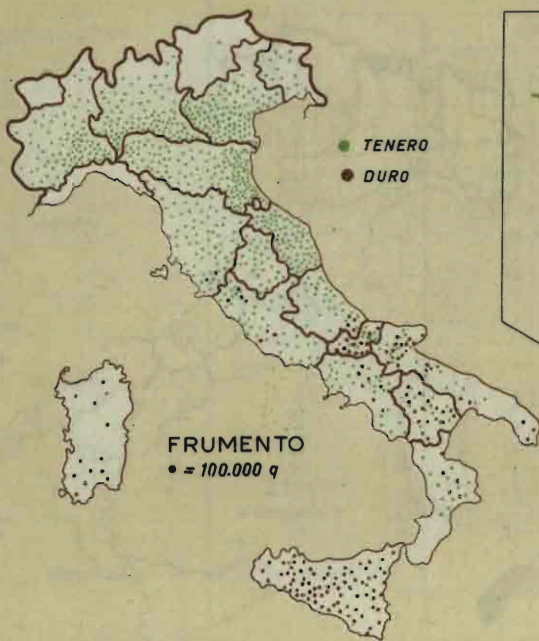 TENERO
DURO
FRUMENTO
• = 100.000 q